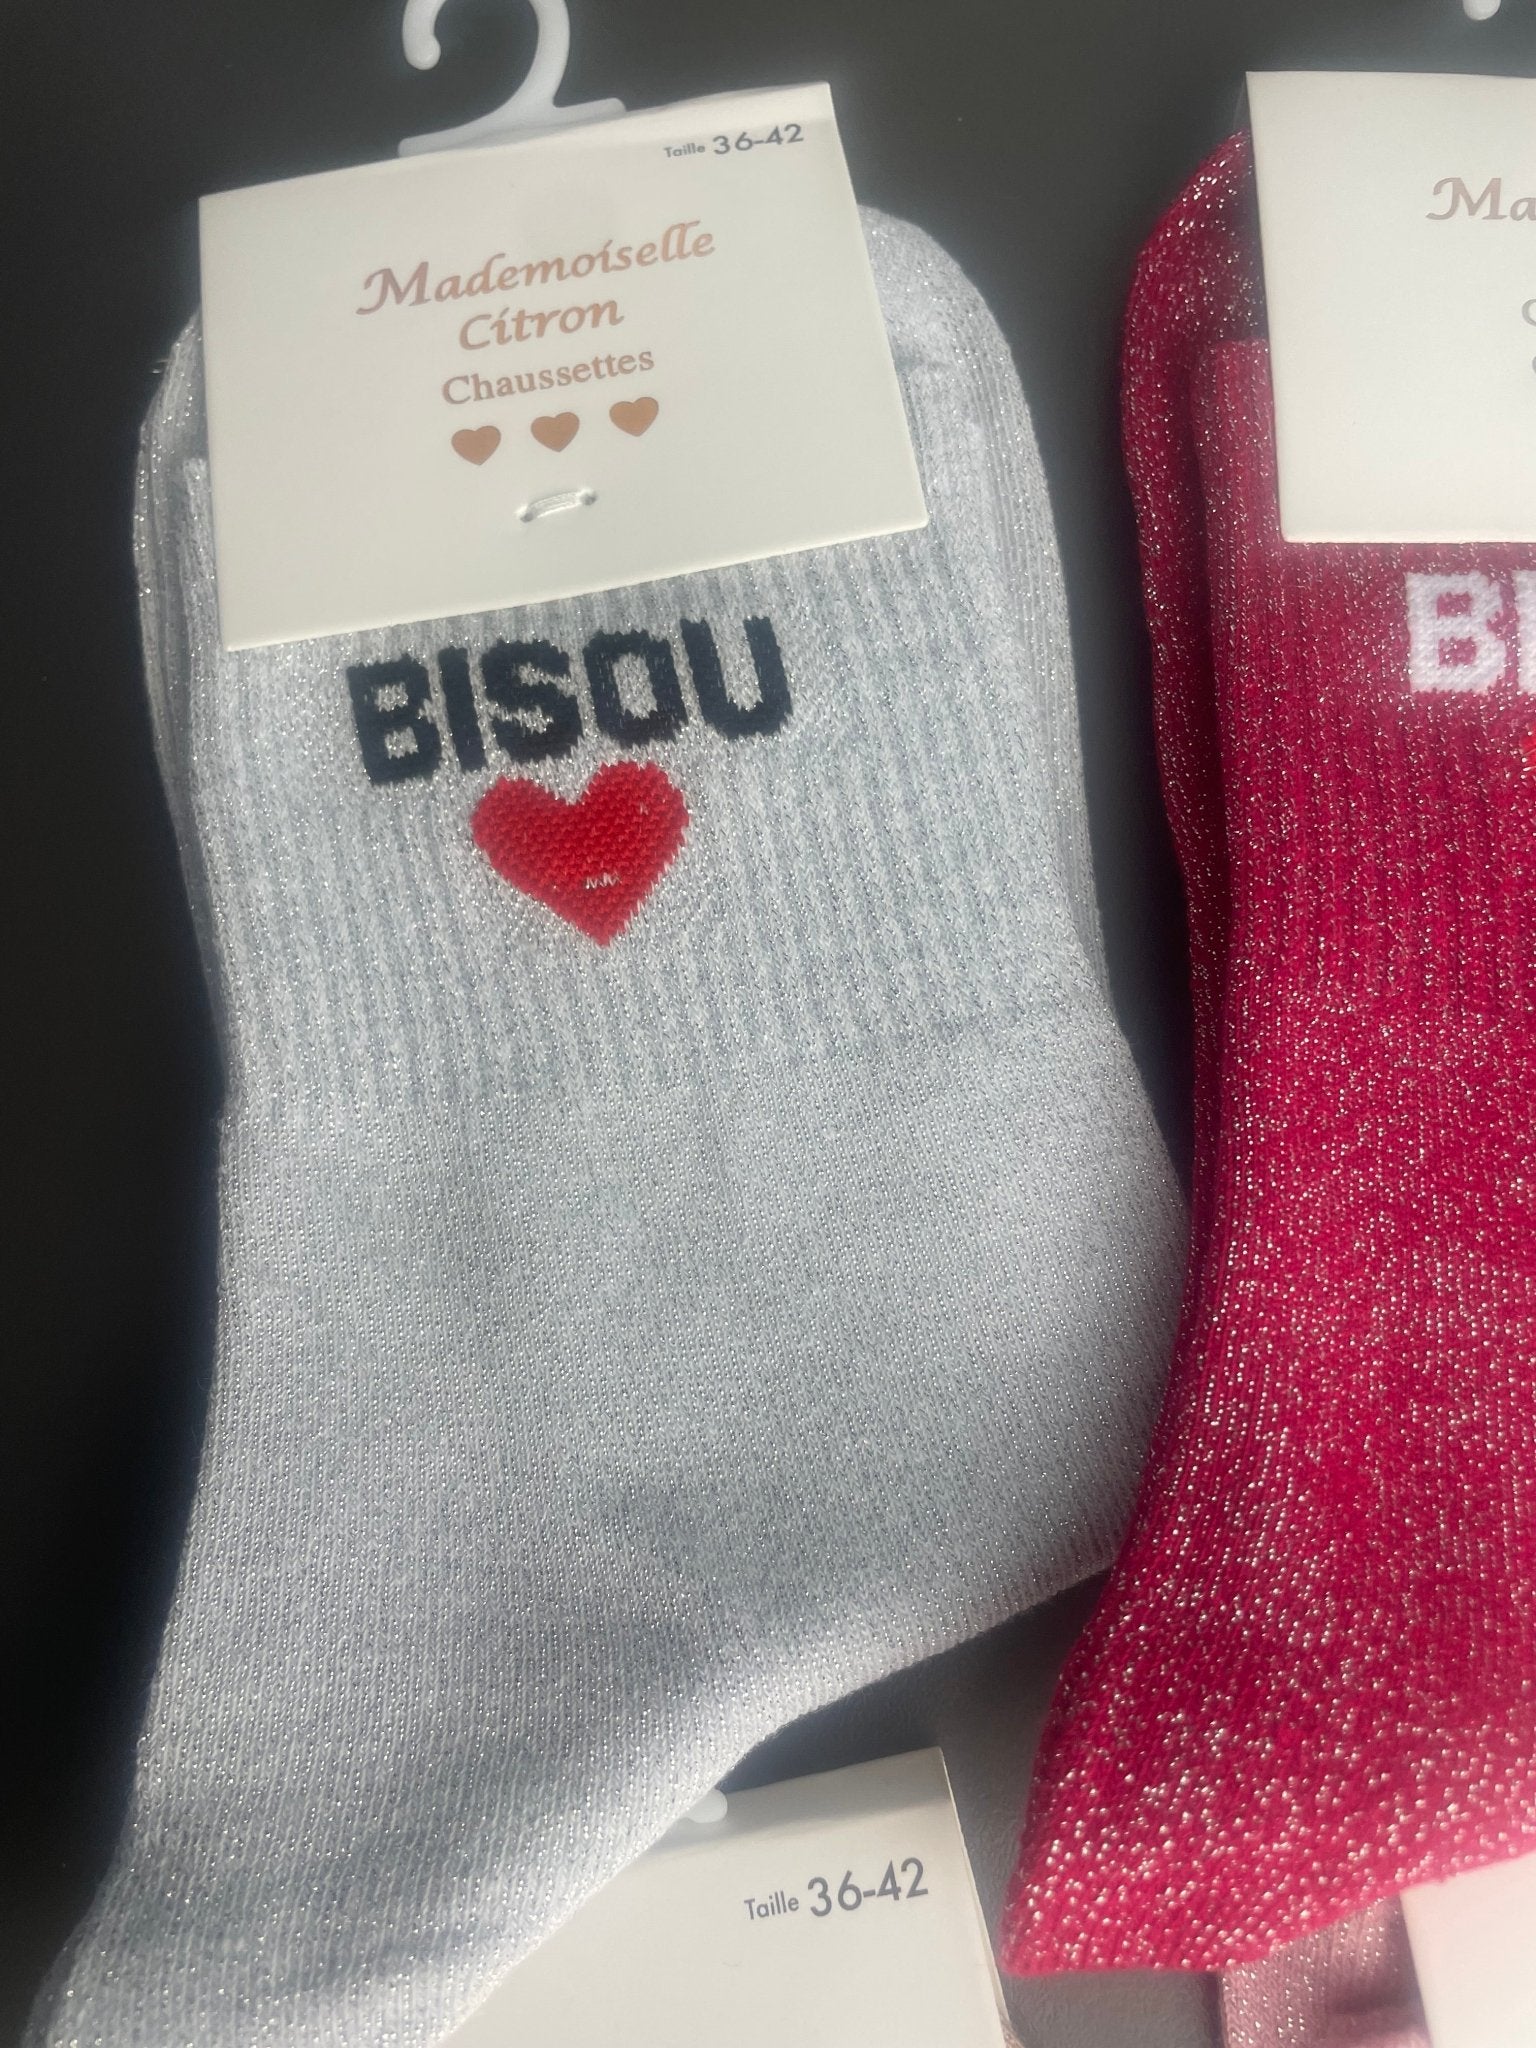 Taille 36-42
Mademoiselle
Citron
Chaussettes
BISOU
Taille 36-42